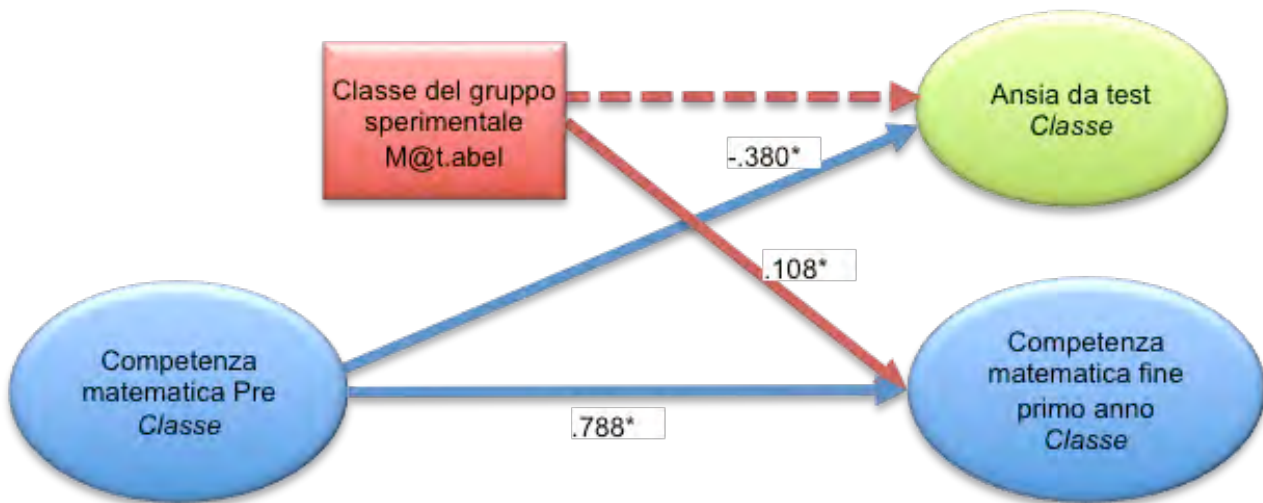 Classe del gruppo
sperimentale
M@t.abel
Ansia da test
Classe
-.380*
.108*
Competenza
matematica Pre
Classe
Competenza
matematica fine
primo anno
Classe
.788*